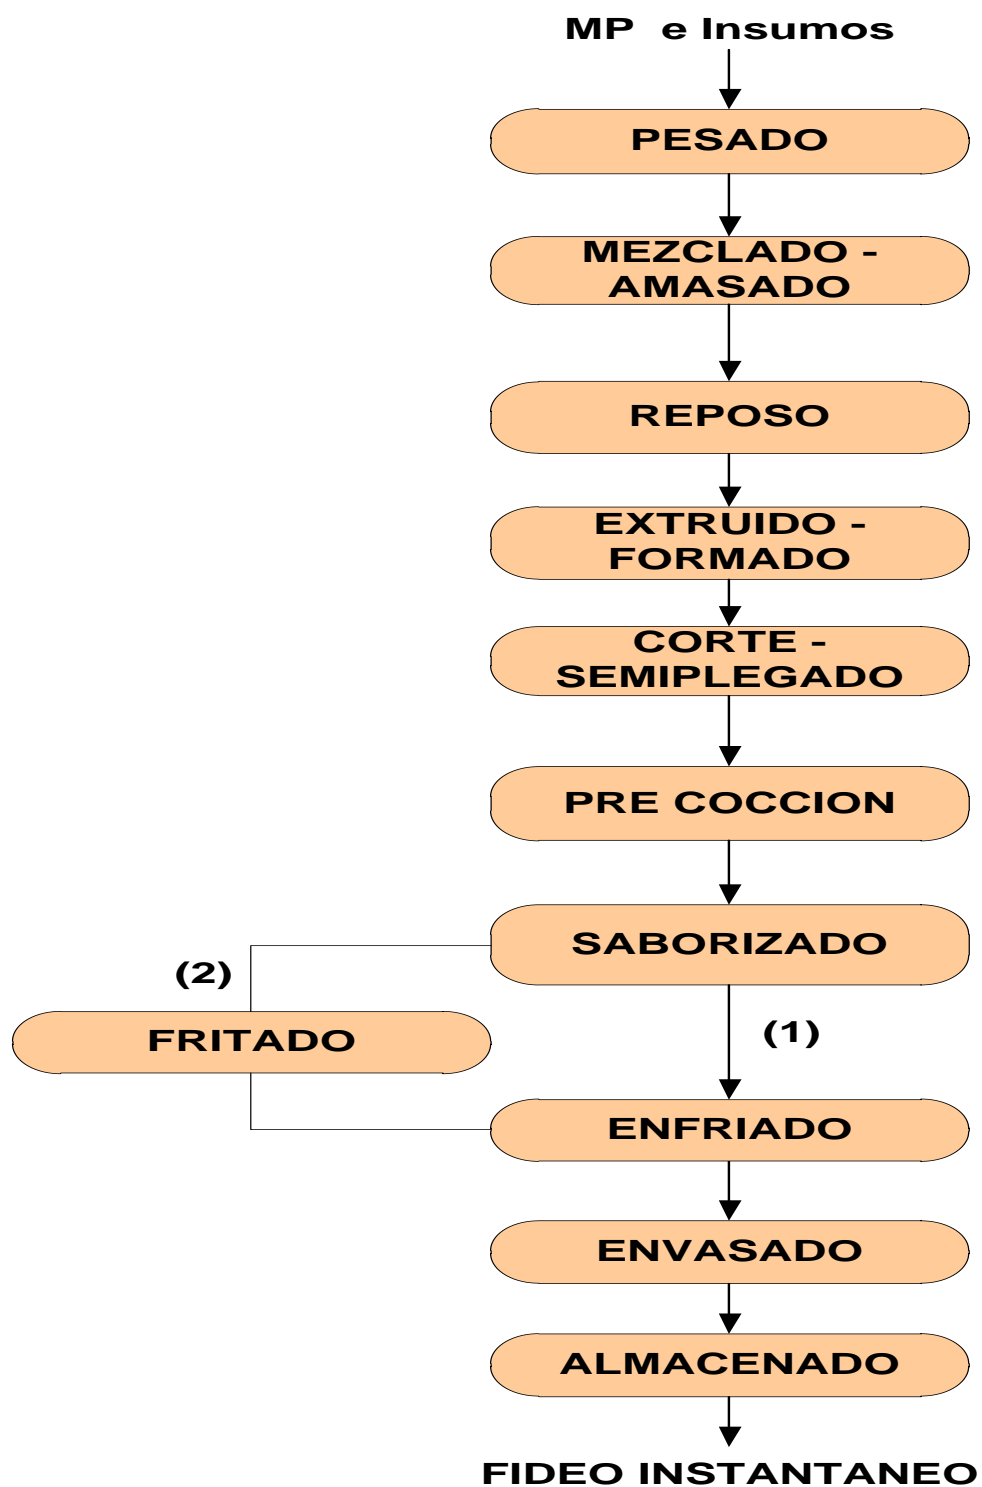 MP e Insumos
PESADO
MEZCLADO -
AMASADO
REPOSO
EXTRUIDO -
FORMADO
CORTE -
SEMIPLEGADO
PRE COCCION
SABORIZADO
(2)
(1)
FRITADO
ENFRIADO
ENVASADO
ALMACENADO
FIDEO INSTANTANEO